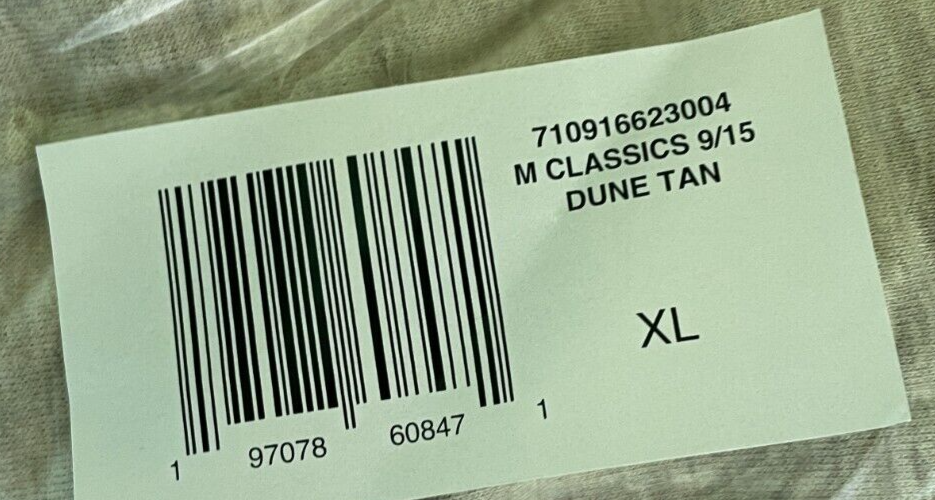 710916623004
M CLASSICS 9/15
DUNE TAN
XL
1 97078 60847 1